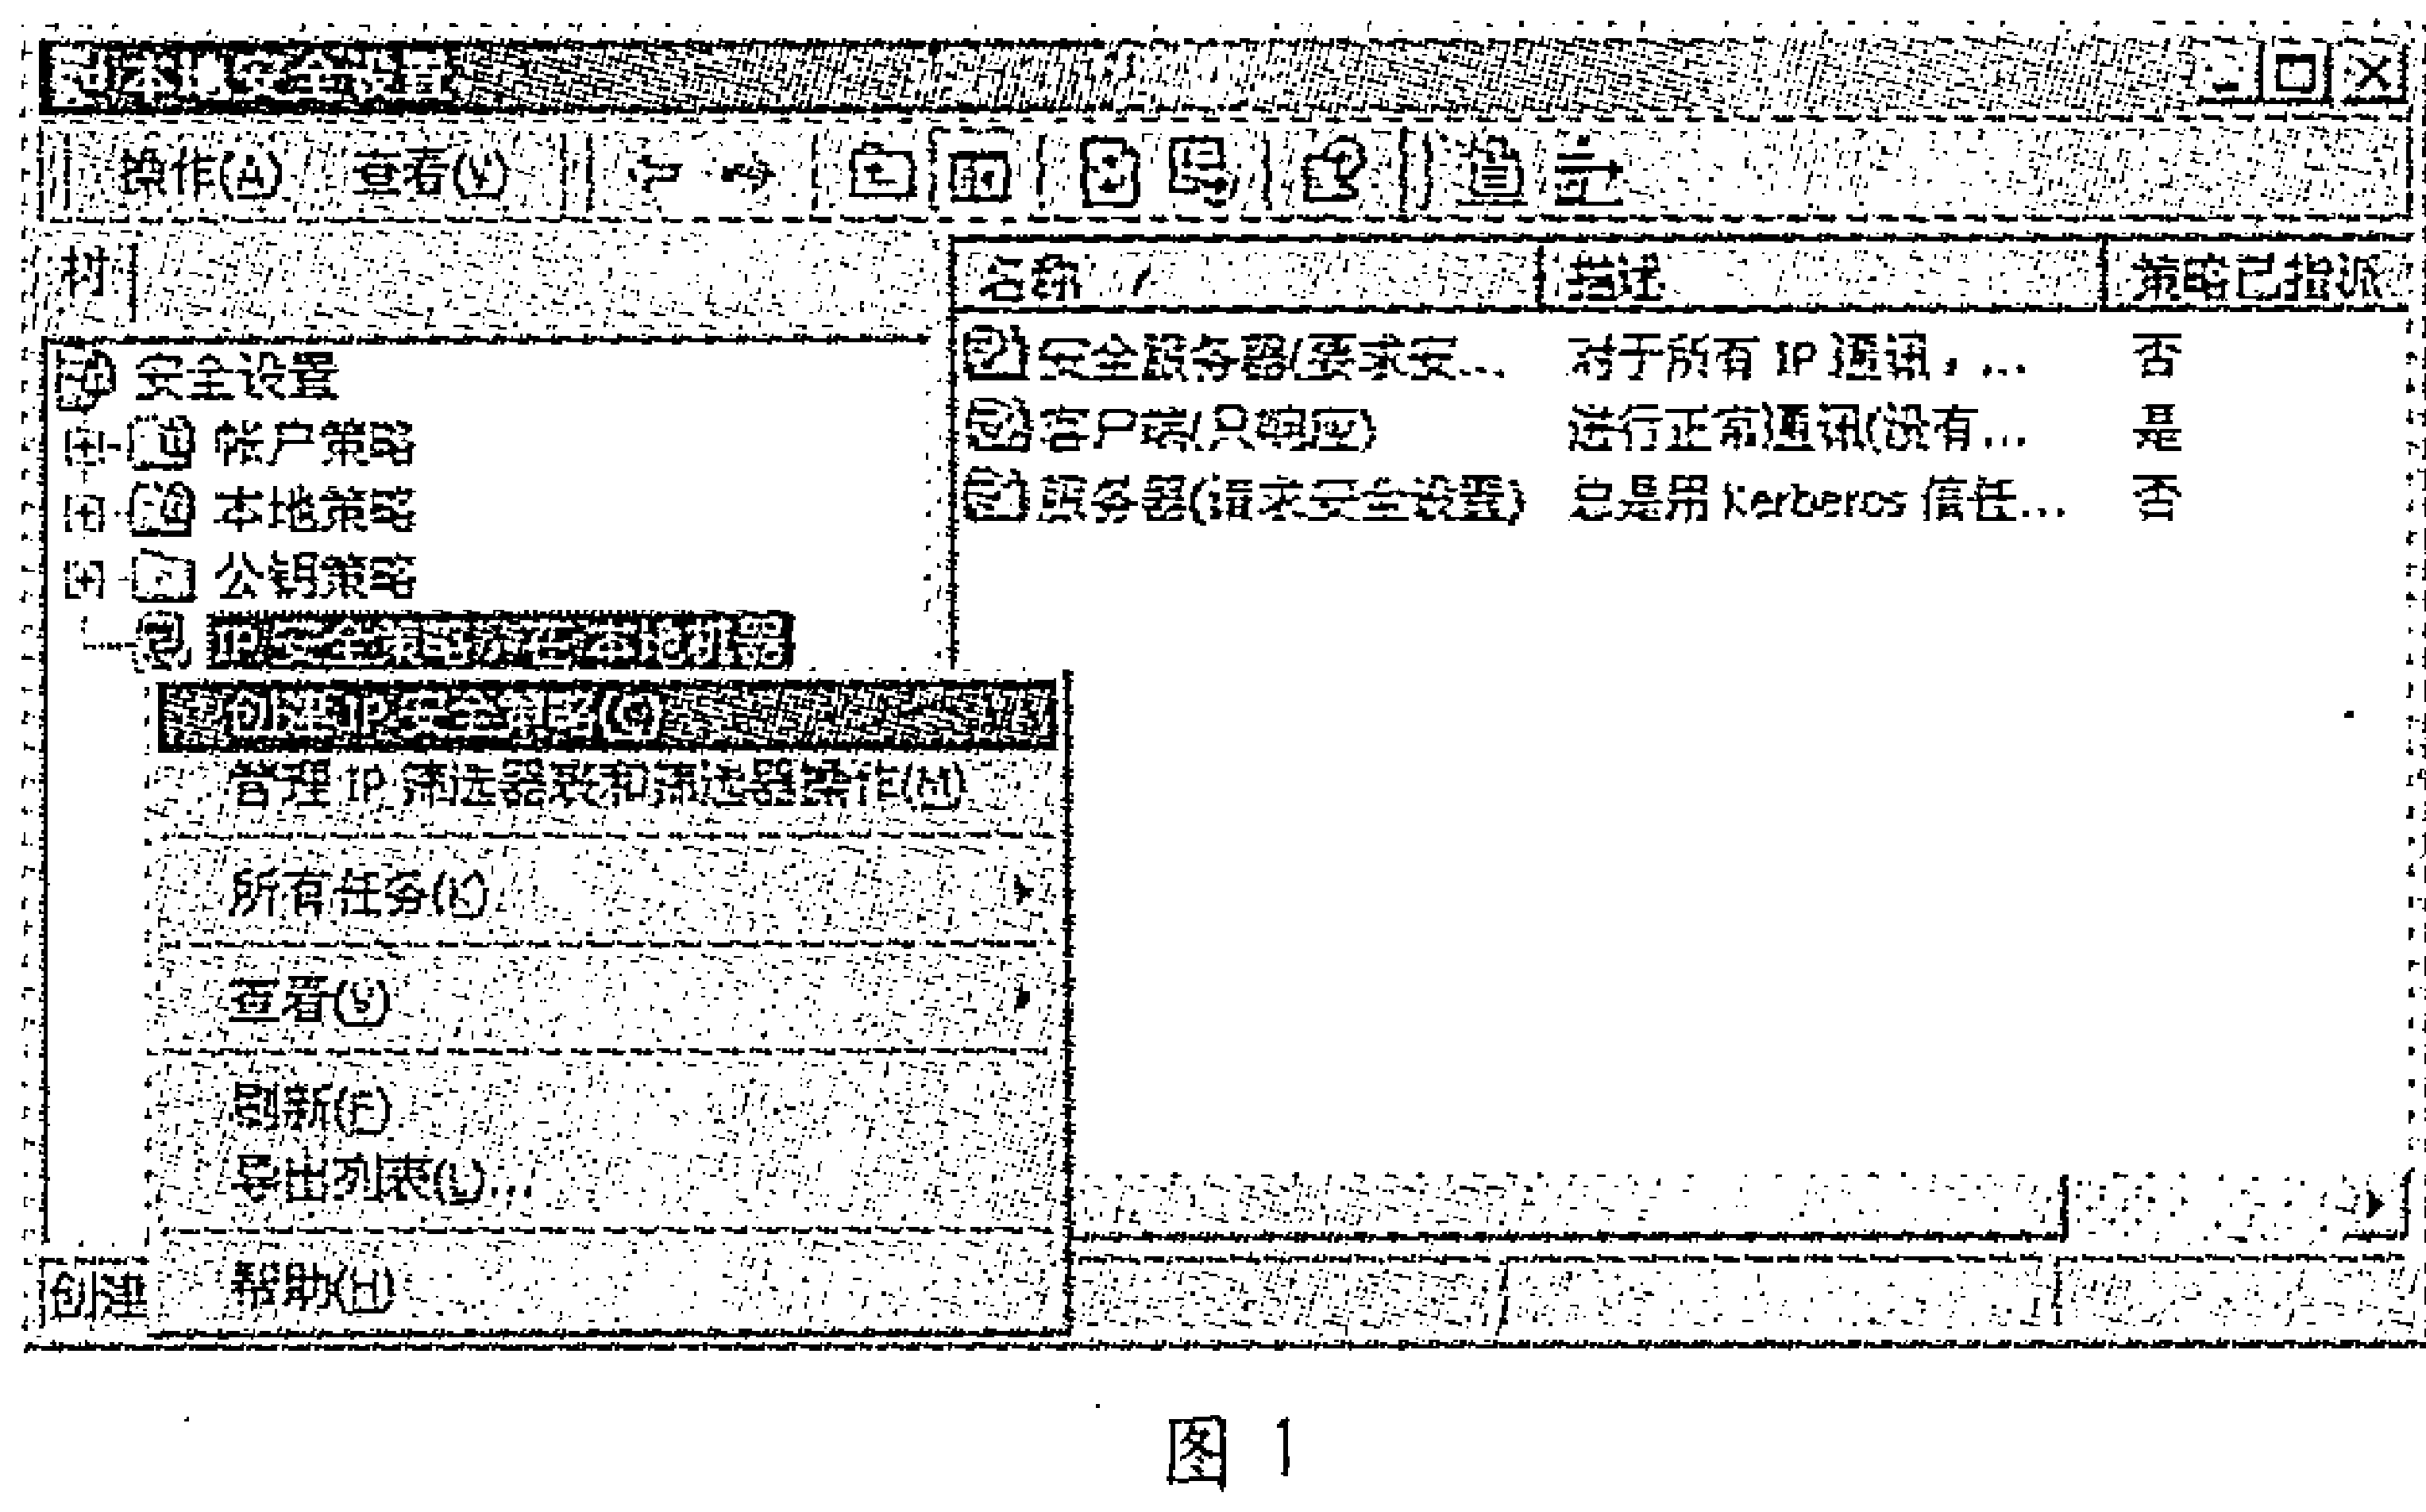 本地安全设置
操作(A) 查看(V)
树
名称 描述 策略已指派
安全设置
帐户策略
本地策略
公钥策略
IP 安全策略，在本地机器
安全服务器(要求安... 对于所有 IP 通讯，... 否
客户端(只响应) 进行正常通讯(没有... 是
服务器(请求安全设置) 总是用 Kerberos 信任... 否
创建 IP 安全策略(C)
管理 IP 筛选器表和筛选器操作(M)
所有任务(K)
查看(V)
刷新(F)
导出列表(L)...
帮助(H)
创建
图 1